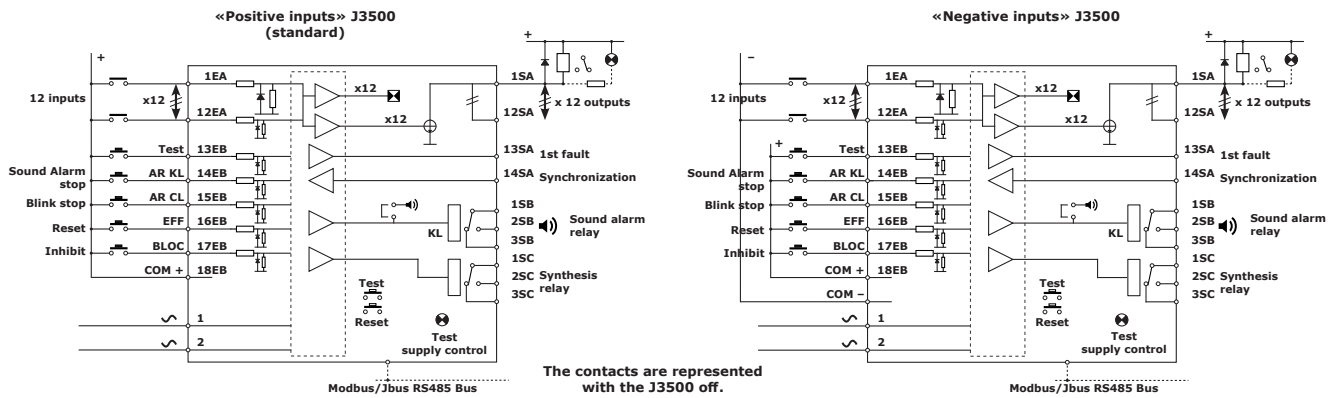 «Positive inputs» J3500
(standard)
+
12 inputs
x12
1EA
12EA
x12
x12
+
1SA
x 12 outputs
12SA
Test
13EB
13SA
1st fault
Sound Alarm
stop
AR KL
14EB
14SA
Synchronization
Blink stop
AR CL
15EB
1SB
Reset
EFF
16EB
KL
2SB
Sound alarm
relay
3SB
Inhibit
BLOC
17EB
1SC
COM +
18EB
2SC
Synthesis
relay
3SC
Test
Reset
1
2
Test
supply control
Modbus/Jbus RS485 Bus
The contacts are represented
with the J3500 off.
«Negative inputs» J3500
–
12 inputs
x12
1EA
12EA
x12
x12
+
1SA
x 12 outputs
12SA
+
Test
13EB
13SA
1st fault
Sound Alarm
stop
AR KL
14EB
14SA
Synchronization
Blink stop
AR CL
15EB
1SB
Reset
EFF
16EB
KL
2SB
Sound alarm
relay
3SB
Inhibit
BLOC
17EB
1SC
COM +
18EB
2SC
Synthesis
relay
3SC
COM –
Test
Reset
1
2
Test
supply control
Modbus/Jbus RS485 Bus